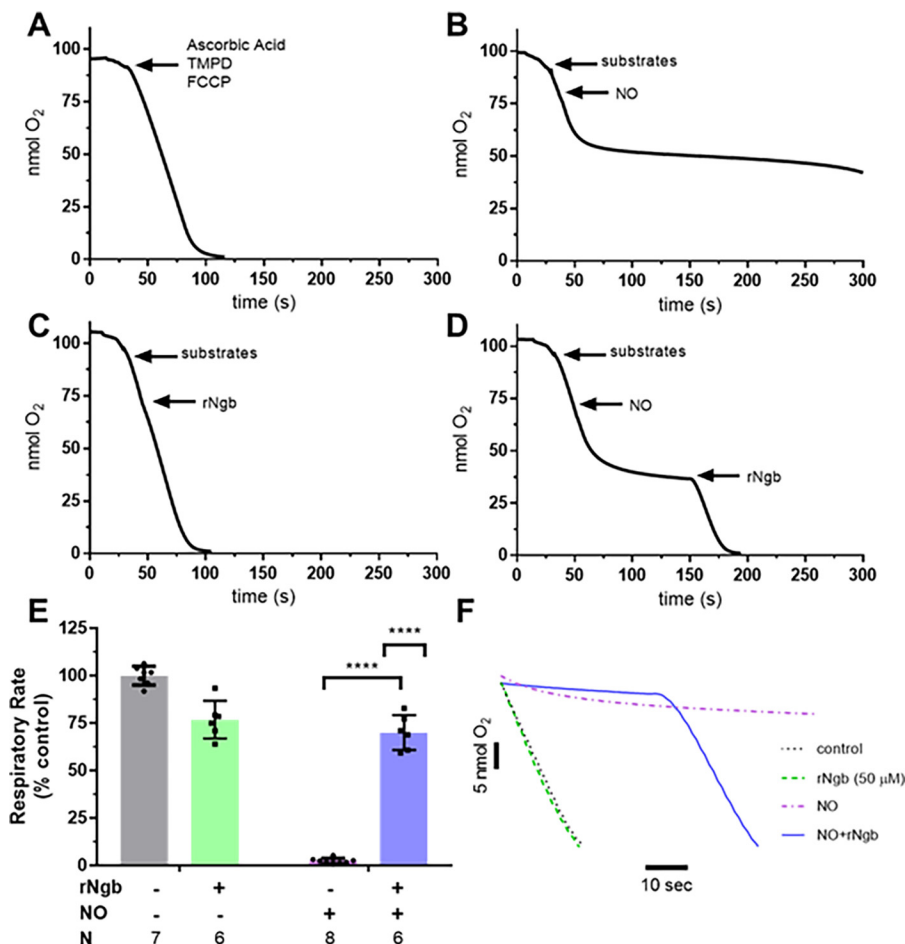 A
100
75
50
25
0
nmol O2
Ascorbic Acid
TMPD
FCCP
0 50 100 150 200 250 300
time (s)
B
100
75
50
25
0
nmol O2
substrates
NO
0 50 100 150 200 250 300
time (s)
C
100
75
50
25
0
nmol O2
substrates
rNgb
0 50 100 150 200 250 300
time (s)
D
100
75
50
25
0
nmol O2
substrates
NO
rNgb
0 50 100 150 200 250 300
time (s)
E
125
100
75
50
25
0
Respiratory Rate
(% control)
****
****
rNgb - + - +
NO - - + +
N 7 6 8 6
F
5 nmol O2
10 sec
control
rNgb (50 µM)
NO
NO+rNgb